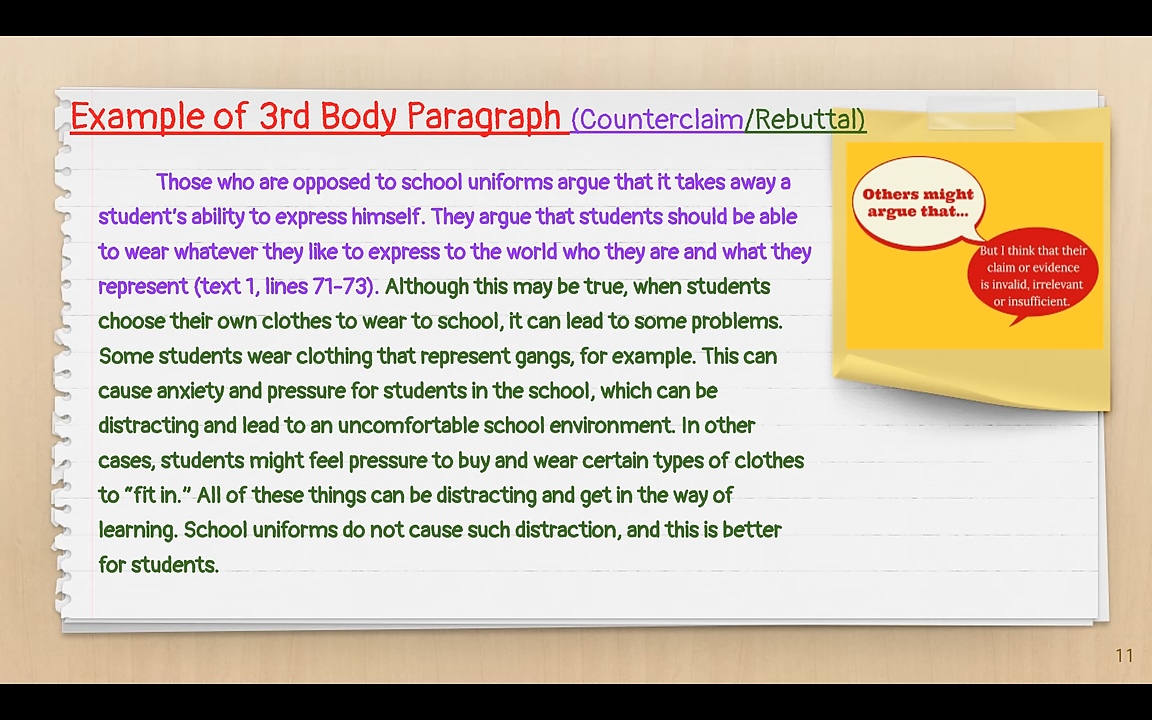 Example of 3rd Body Paragraph (Counterclaim/Rebuttal)
Those who are opposed to school uniforms argue that it takes away a
student's ability to express himself. They argue that students should be able
to wear whatever they like to express to the world who they are and what they
represent (text 1, lines 71-73). Although this may be true, when students
choose their own clothes to wear to school, it can lead to some problems.
Some students wear clothing that represent gangs, for example. This can
cause anxiety and pressure for students in the school, which can be
distracting and lead to an uncomfortable school environment. In other
cases, students might feel pressure to buy and wear certain types of clothes
to "fit in." All of these things can be distracting and get in the way of
learning. School uniforms do not cause such distraction, and this is better
for students.
Others might
argue that...
But I think that their
claim or evidence
is invalid, irrelevant
or insufficient.
11